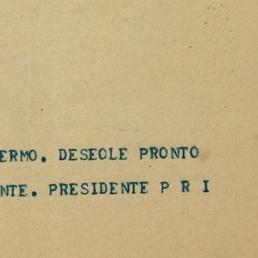 ERMO. DESEOLE PRONTO
NTE. PRESIDENTE P R I